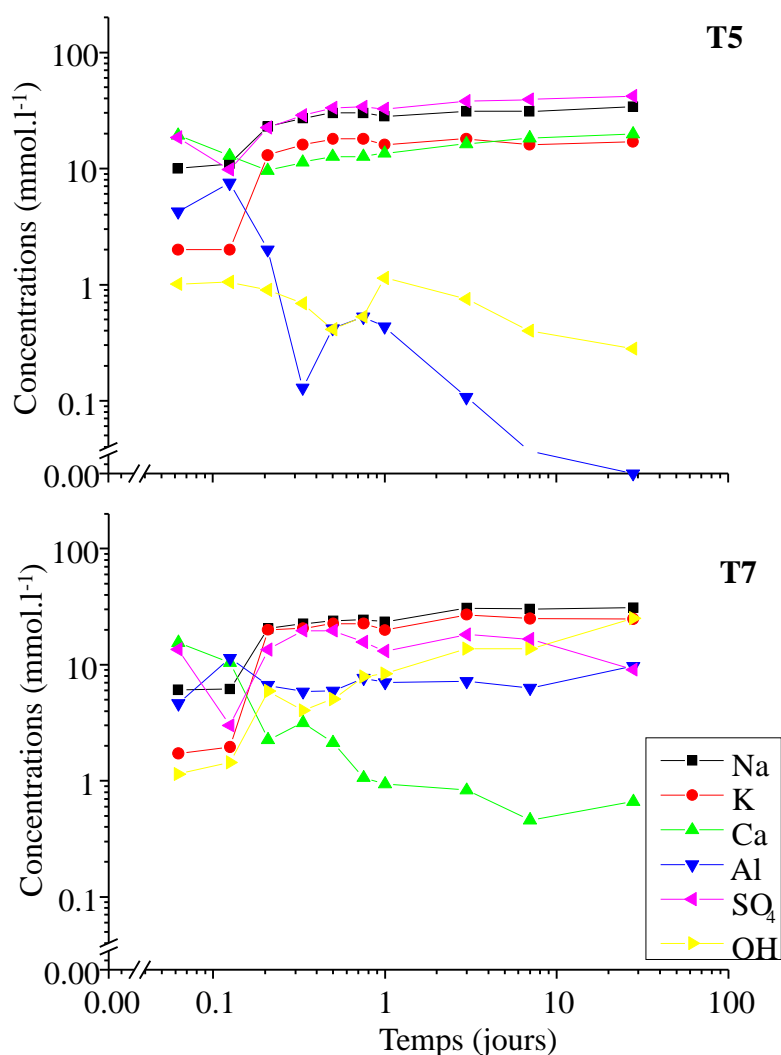 T5
Concentrations (mmol.l-1)
100
10
1
0.1
0.00
T7
Concentrations (mmol.l-1)
100
10
1
0.1
0.00
Na
K
Ca
Al
SO4
OH
0.00 0.1 1 10 100
Temps (jours)